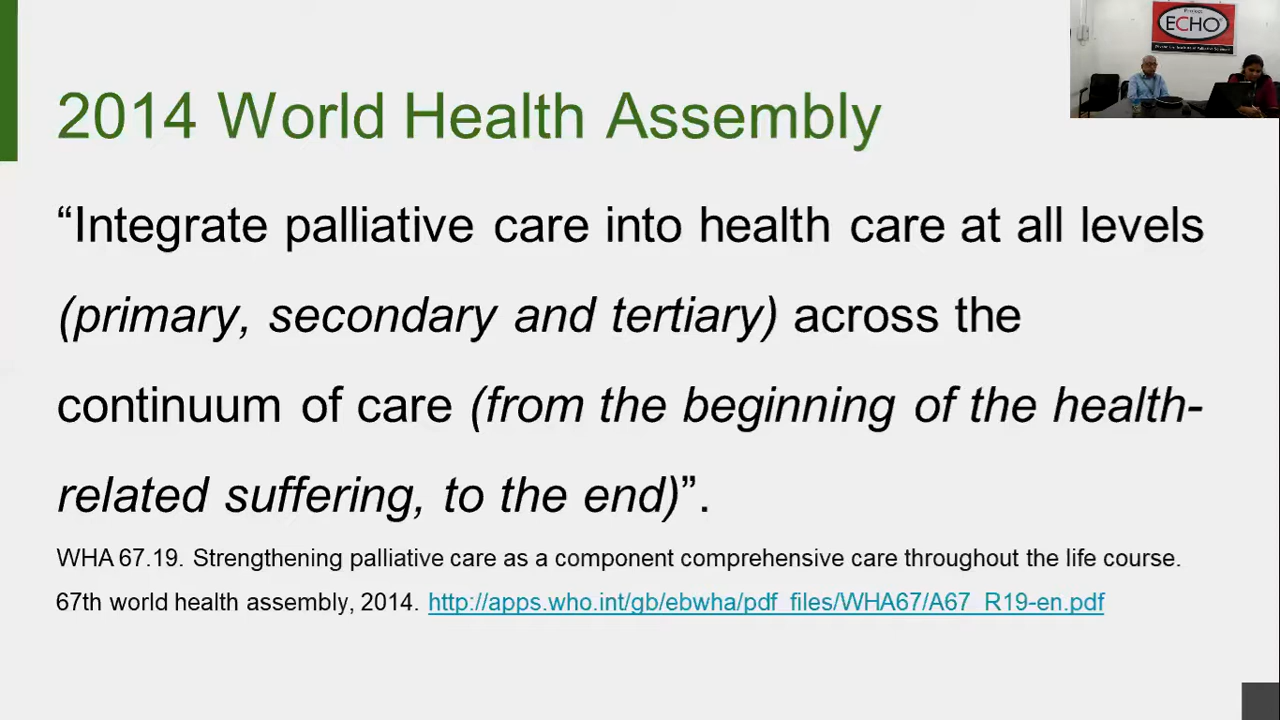 2014 World Health Assembly
“Integrate palliative care into health care at all levels
(primary, secondary and tertiary) across the
continuum of care (from the beginning of the health-
related suffering, to the end)”.
WHA 67.19. Strengthening palliative care as a component comprehensive care throughout the life course.
67th world health assembly, 2014. http://apps.who.int/gb/ebwha/pdf_files/WHA67/A67_R19-en.pdf
ECHO